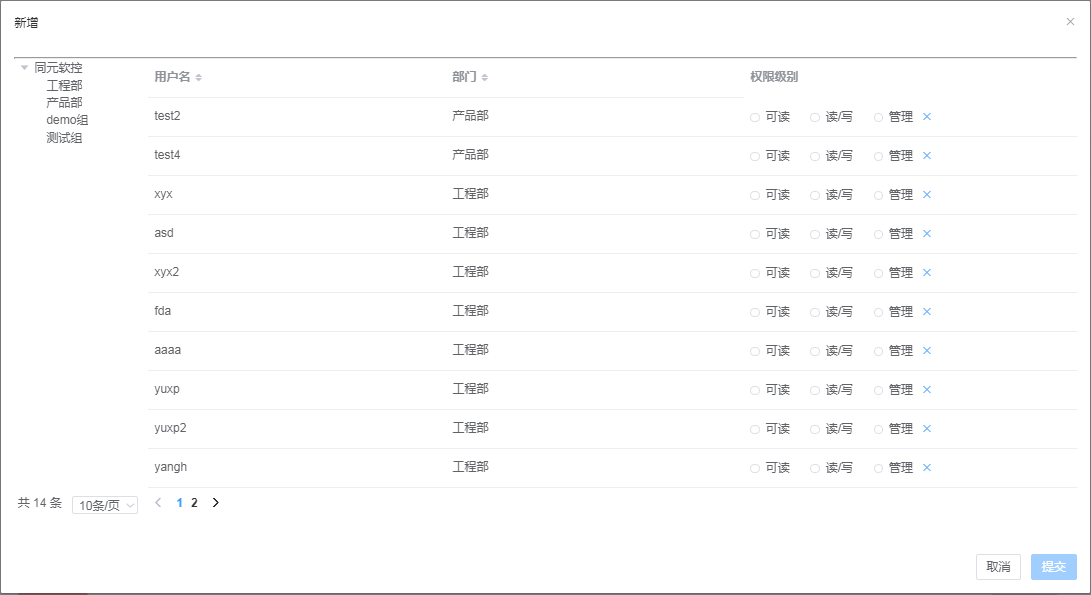 新增
同元软控
工程部
产品部
demo组
测试组
用户名 部门 权限级别
test2 产品部 可读 读/写 管理
test4 产品部 可读 读/写 管理
xyx 工程部 可读 读/写 管理
asd 工程部 可读 读/写 管理
xyx2 工程部 可读 读/写 管理
fda 工程部 可读 读/写 管理
aaaa 工程部 可读 读/写 管理
yuxp 工程部 可读 读/写 管理
yuxp2 工程部 可读 读/写 管理
yangh 工程部 可读 读/写 管理
共 14 条 10条/页 1 2
取消 提交